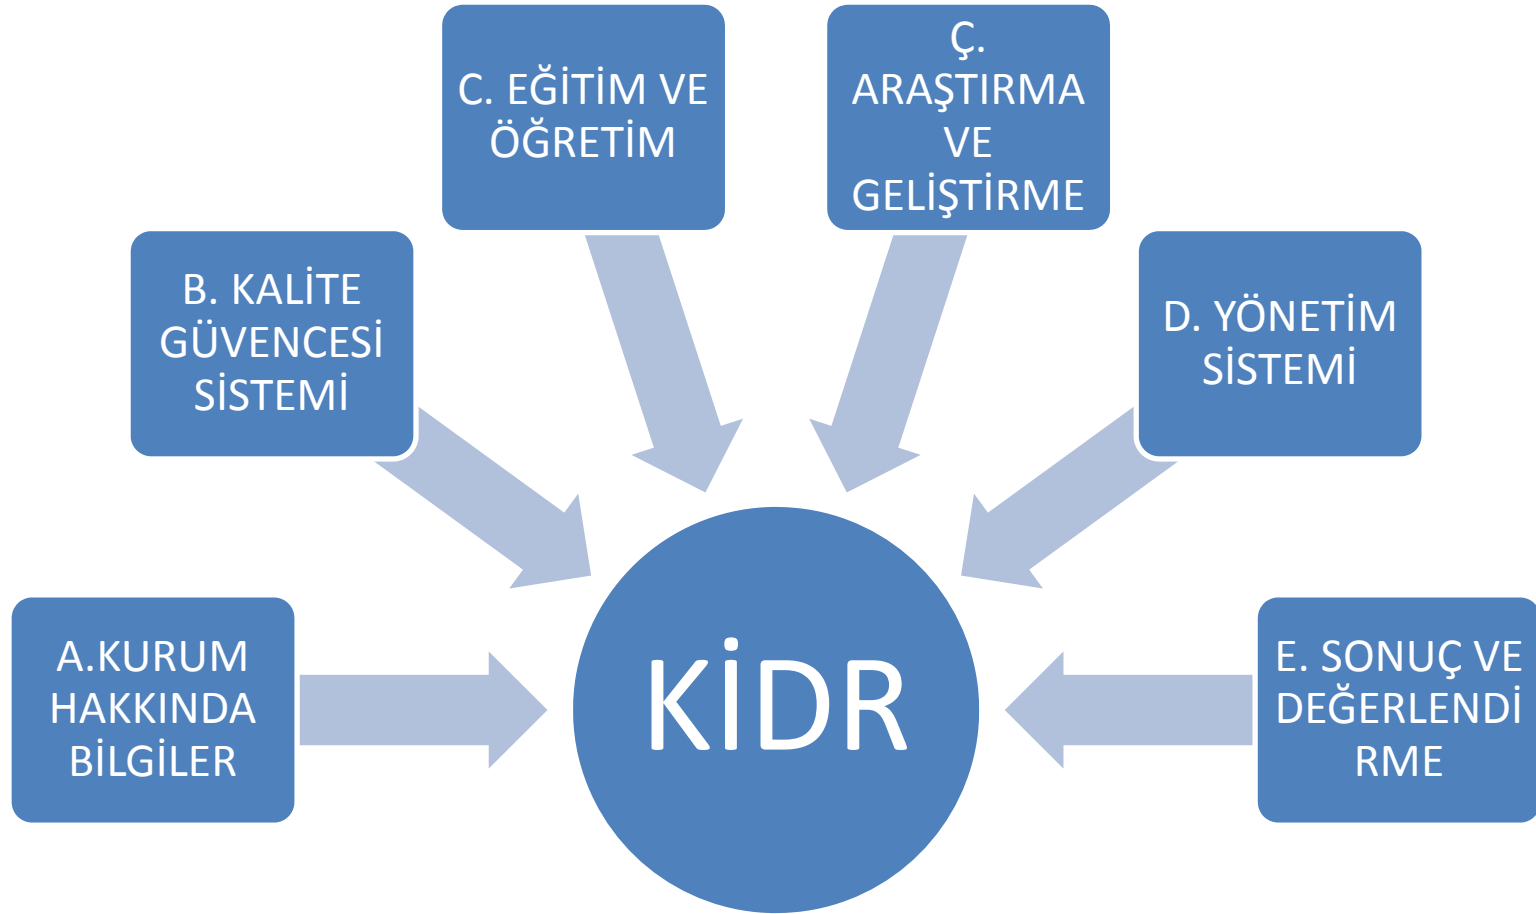 A.KURUM
HAKKINDA
BİLGİLER
B. KALİTE
GÜVENCESİ
SİSTEMİ
C. EĞİTİM VE
ÖĞRETİM
Ç.
ARAŞTIRMA
VE
GELİŞTİRME
D. YÖNETİM
SİSTEMİ
E. SONUÇ VE
DEĞERLENDİ
RME
KİDR